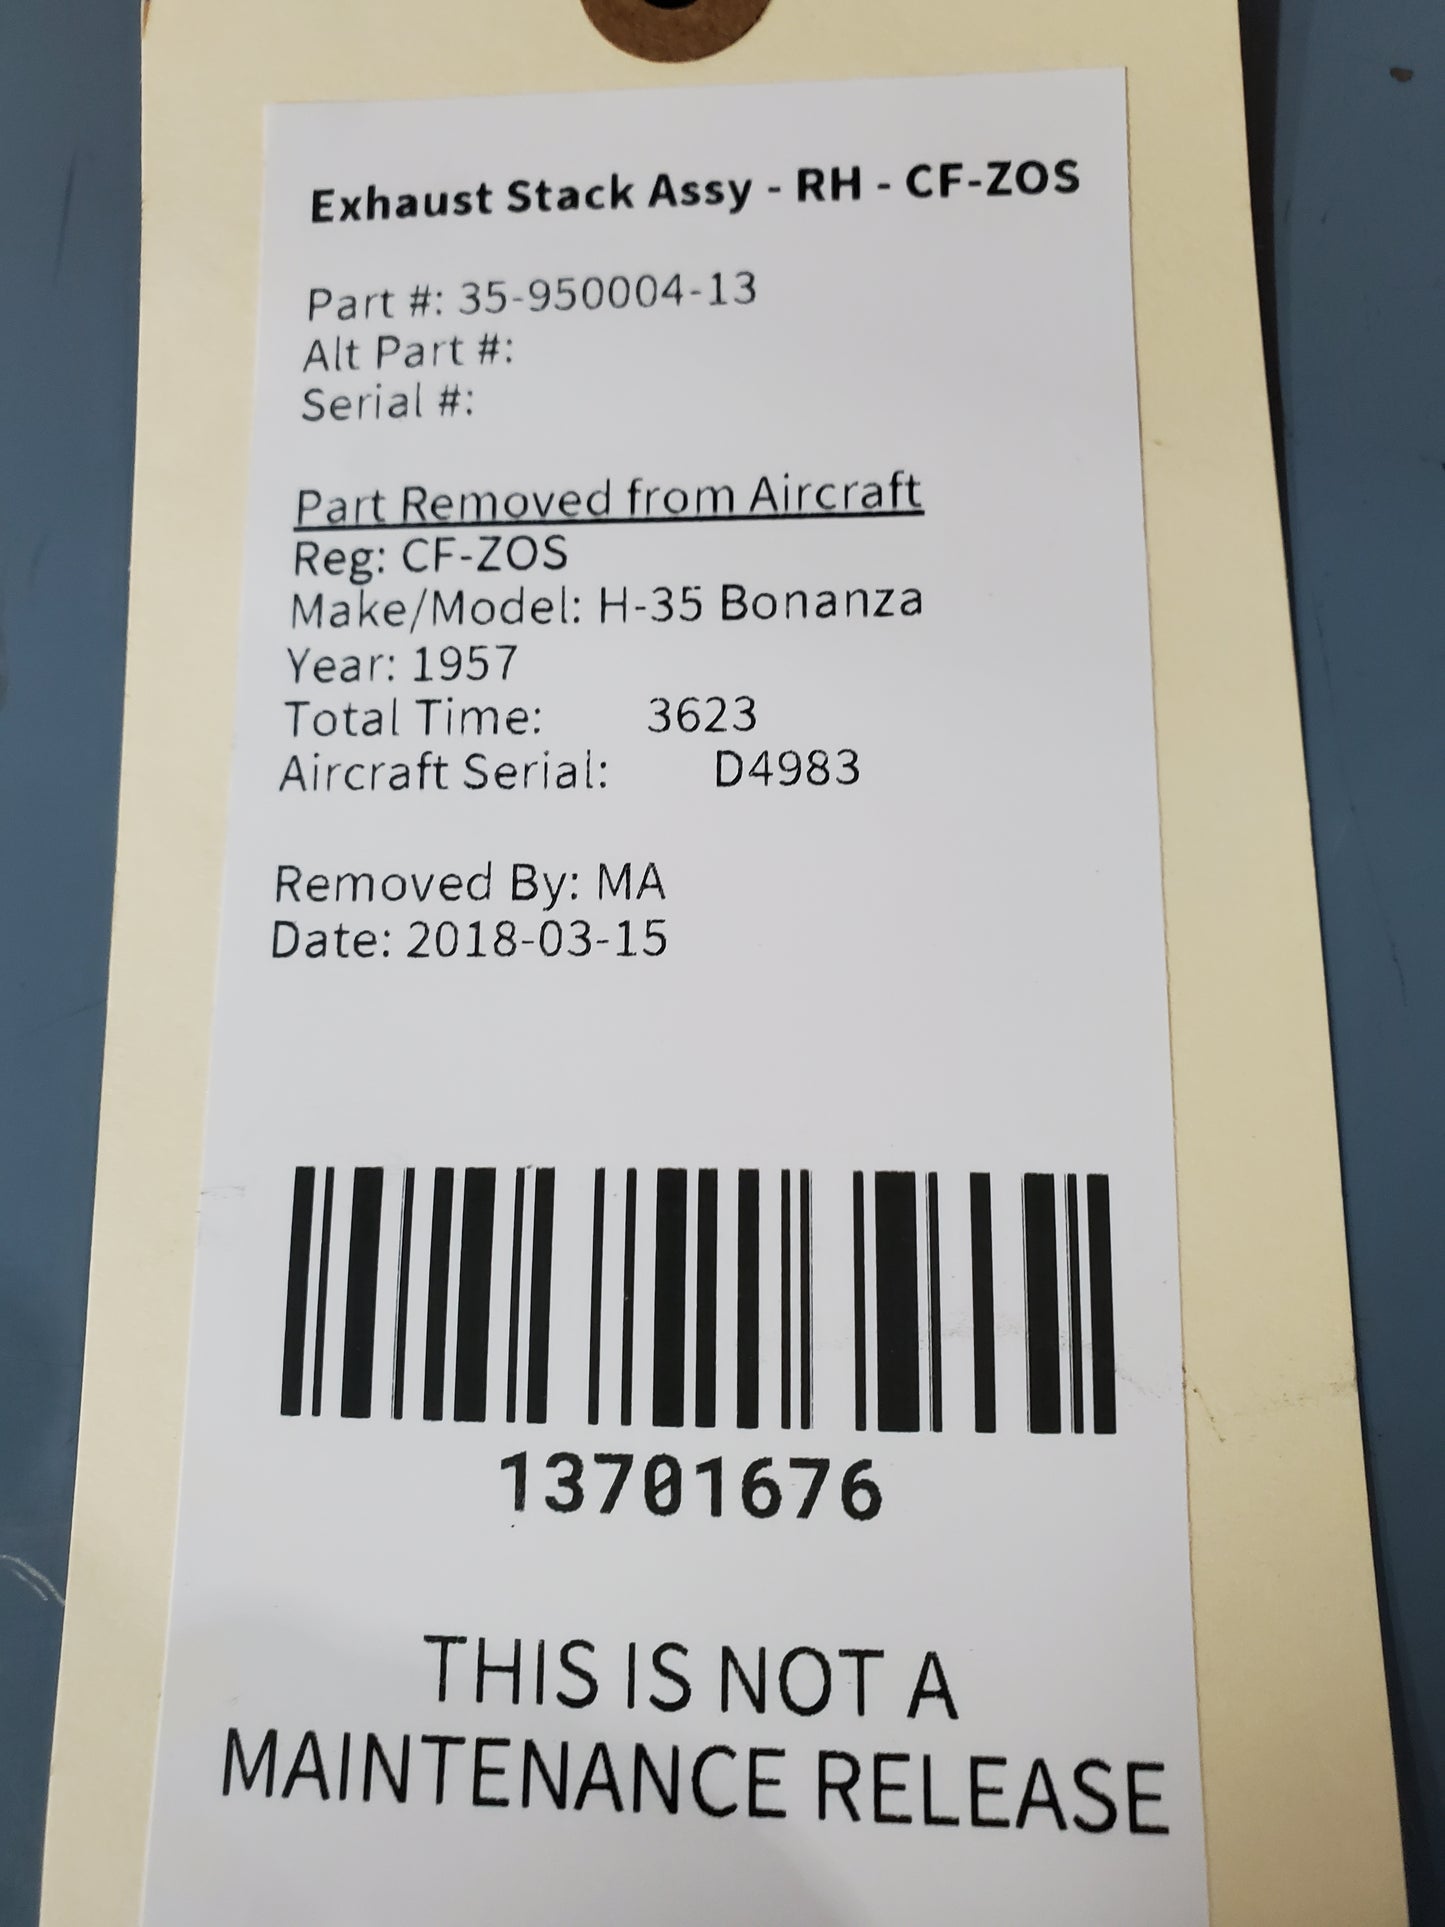 Exhaust Stack Assy - RH - CF-ZOS
Part #: 35-950004-13
Alt Part #:
Serial #:
Part Removed from Aircraft
Reg: CF-ZOS
Make/Model: H-35 Bonanza
Year: 1957
Total Time: 3623
Aircraft Serial: D4983
Removed By: MA
Date: 2018-03-15
13701676
THIS IS NOT A
MAINTENANCE RELEASE